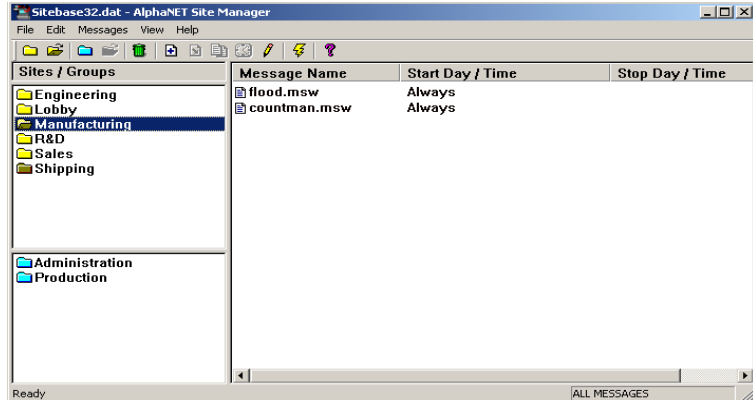 Sitebase32.dat - AlphaNET Site Manager
File Edit Messages View Help
Sites / Groups
Message Name Start Day / Time Stop Day / Time
Engineering
Lobby
Manufacturing
R&D
Sales
Shipping
flood.msw Always
countman.msw Always
Administration
Production
Ready ALL MESSAGES